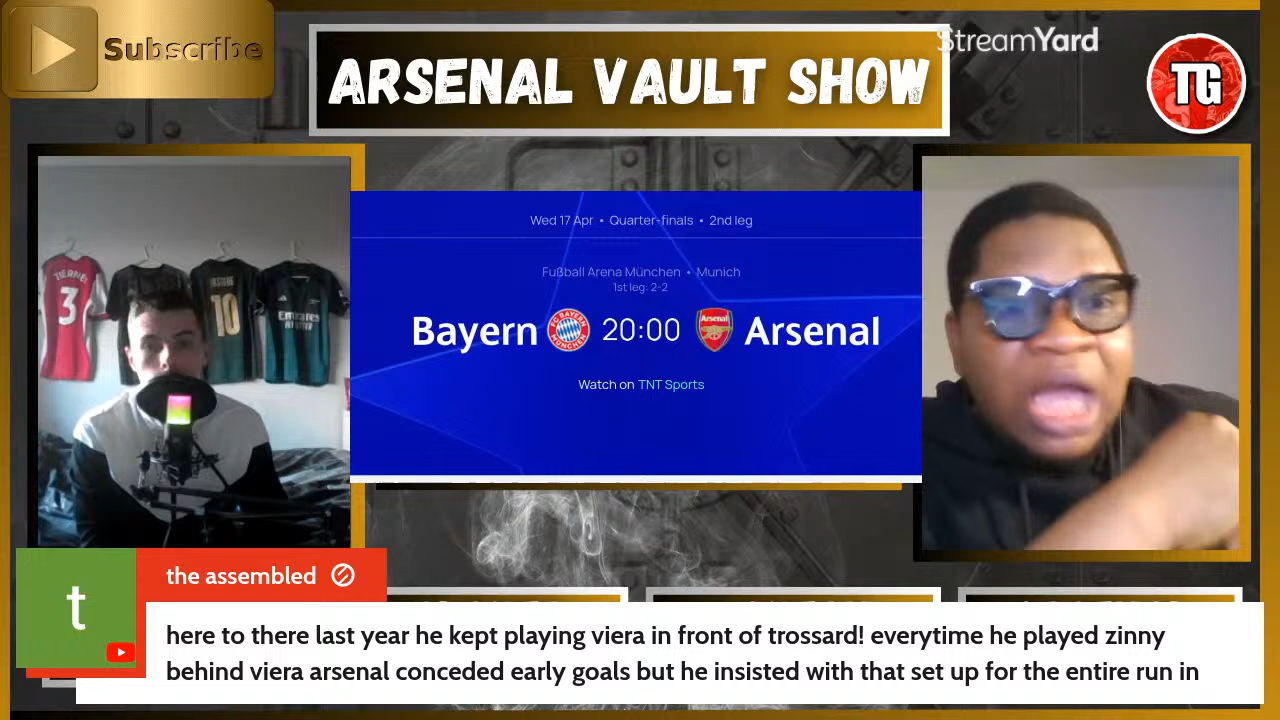 Subscribe
StreamYard
ARSENAL VAULT SHOW
TG
Wed 17 Apr • Quarter-finals • 2nd leg
Fußball Arena München • Munich
1st leg: 2-2
Bayern 20:00 Arsenal
Arsenal
Watch on TNT Sports
TIERNEY
3
10
Emirates
the assembled
t
here to there last year he kept playing viera in front of trossard! everytime he played zinny
behind viera arsenal conceded early goals but he insisted with that set up for the entire run in